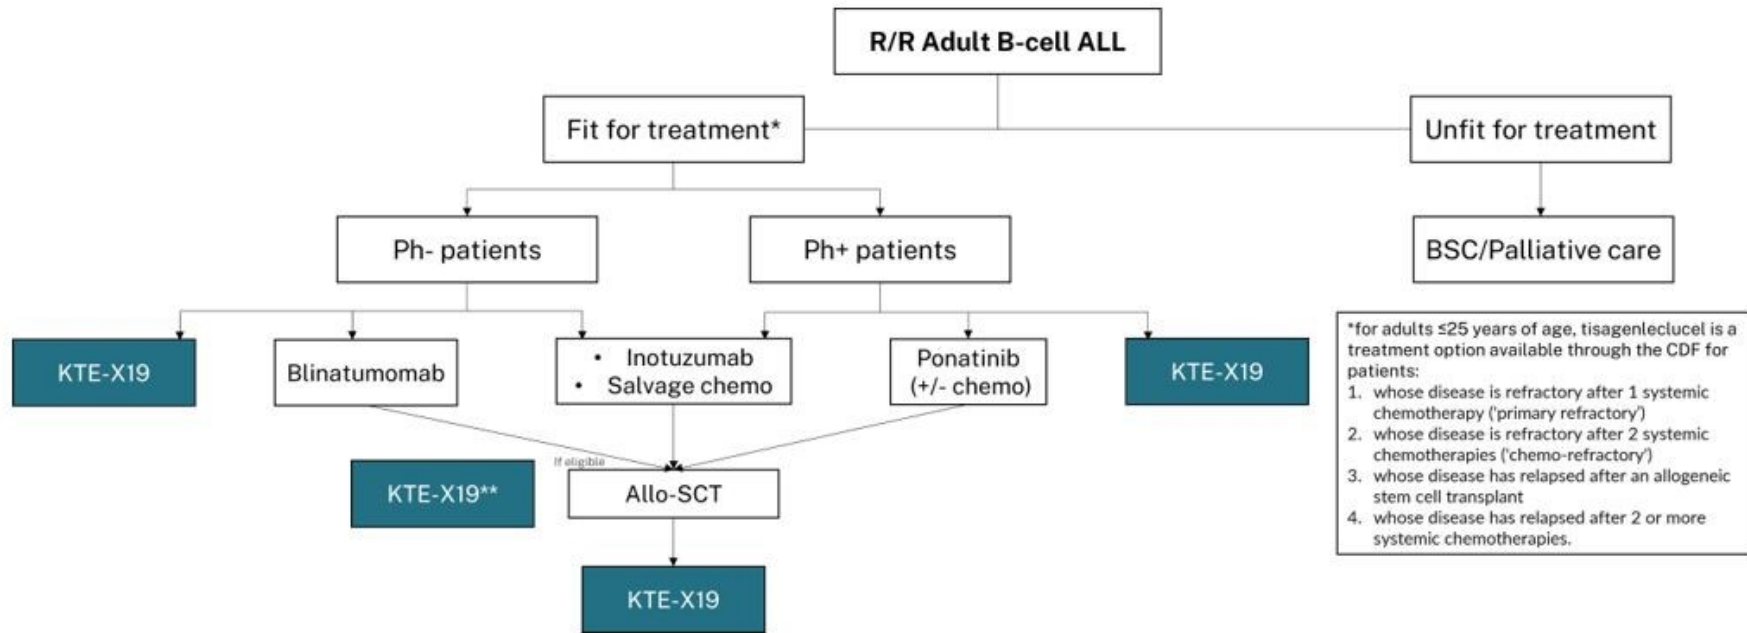 R/R Adult B-cell ALL
Fit for treatment*
Unfit for treatment
Ph- patients
Ph+ patients
BSC/Palliative care
KTE-X19
Blinatumomab
• Inotuzumab
• Salvage chemo
Ponatinib
(+/- chemo)
KTE-X19
*for adults ≤25 years of age, tisagenleclucel is a
treatment option available through the CDF for
patients:
1. whose disease is refractory after 1 systemic
chemotherapy ('primary refractory')
2. whose disease is refractory after 2 systemic
chemotherapies ('chemo-refractory')
3. whose disease has relapsed after an allogeneic
stem cell transplant
4. whose disease has relapsed after 2 or more
systemic chemotherapies.
If eligible
KTE-X19**
Allo-SCT
KTE-X19